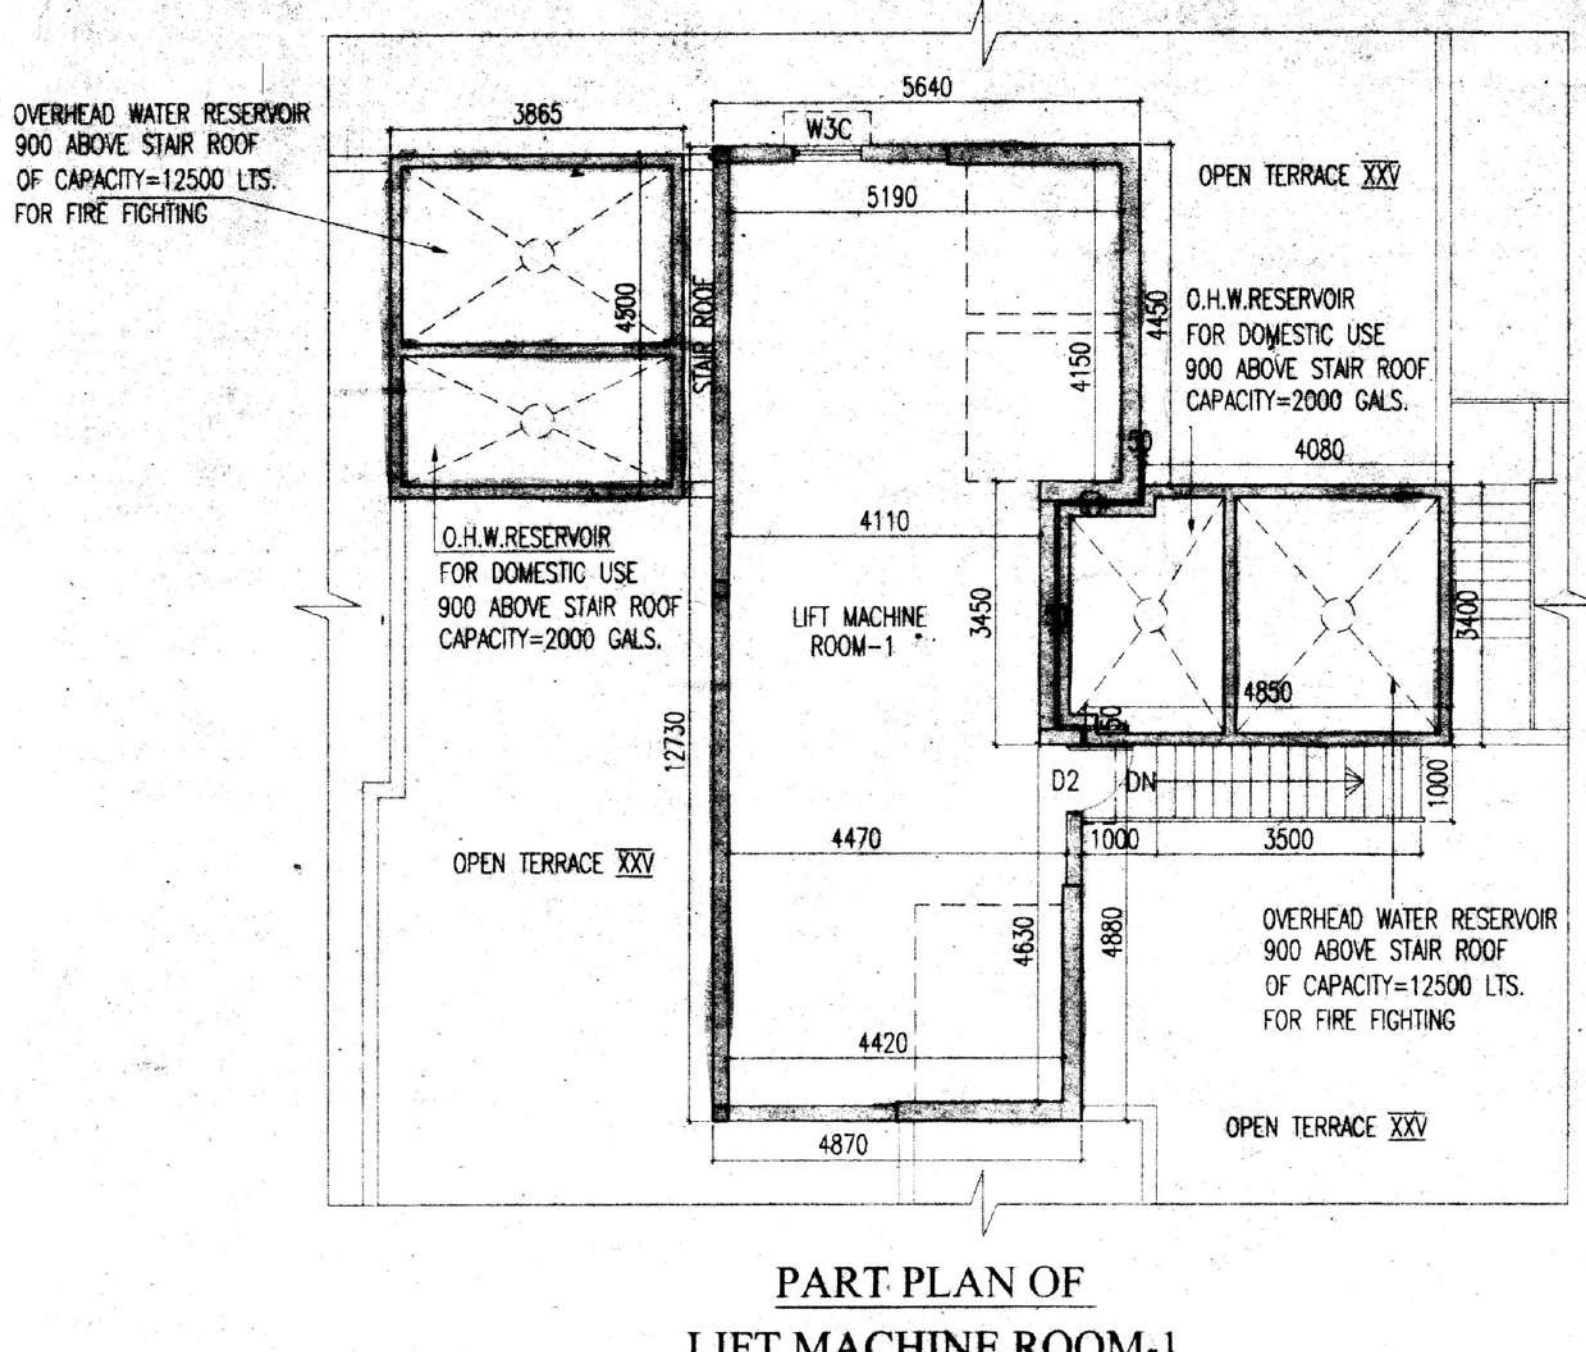 5640
3865
OVERHEAD WATER RESERVOIR
900 ABOVE STAIR ROOF
OF CAPACITY=12500 LTS.
FOR FIRE FIGHTING
W3C
OPEN TERRACE XXV
5190
4500
STAIR ROOF
4450
4150
O.H.W.RESERVOIR
FOR DOMESTIC USE
900 ABOVE STAIR ROOF
CAPACITY=2000 GALS.
4080
4110
O.H.W.RESERVOIR
FOR DOMESTIC USE
900 ABOVE STAIR ROOF
CAPACITY=2000 GALS.
LIFT MACHINE
ROOM-1
3450
3400
4850
12730
D2
DN
1000
4470
1000
3500
OPEN TERRACE XXV
4630
4880
OVERHEAD WATER RESERVOIR
900 ABOVE STAIR ROOF
OF CAPACITY=12500 LTS.
FOR FIRE FIGHTING
4420
OPEN TERRACE XXV
4870
PART PLAN OF
LIFT MACHINE ROOM-1